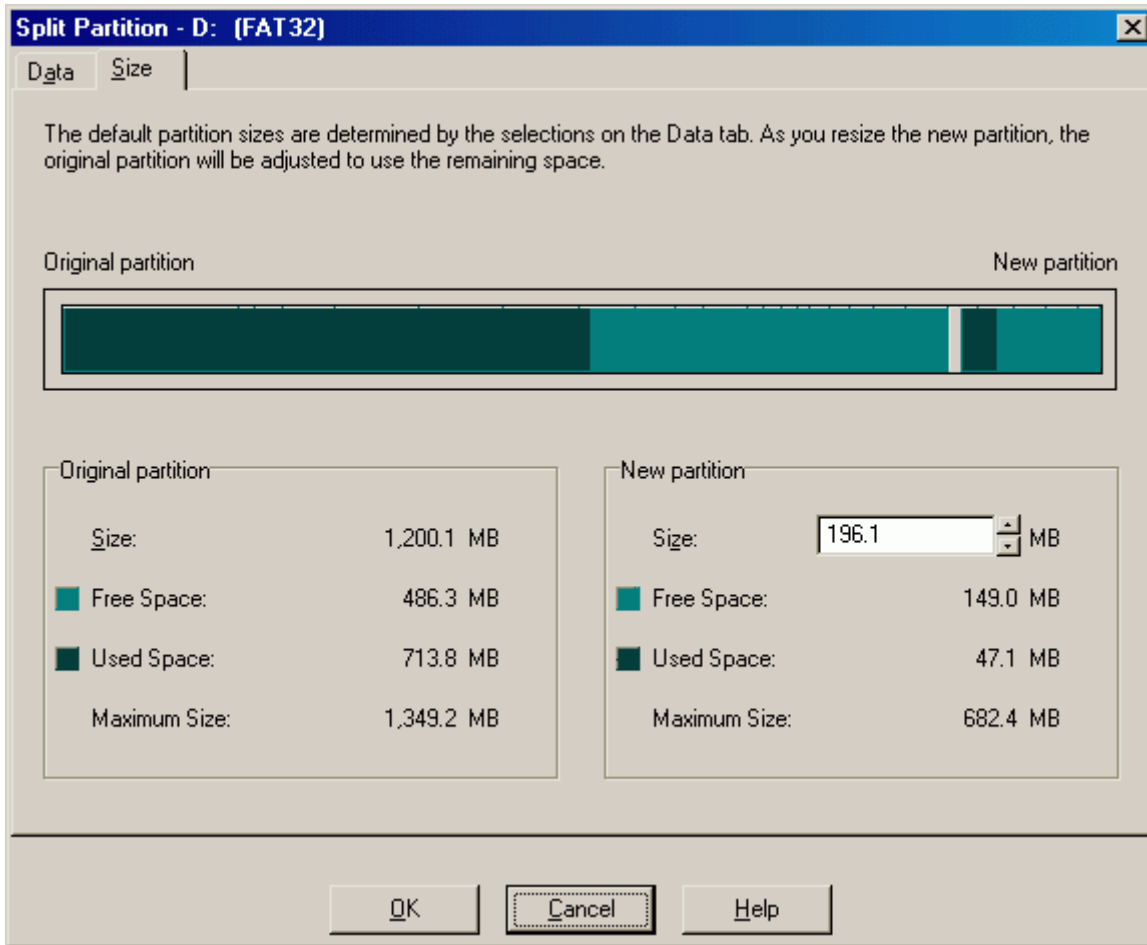 Split Partition - D: (FAT32)
Data Size
The default partition sizes are determined by the selections on the Data tab. As you resize the new partition, the
original partition will be adjusted to use the remaining space.
Original partition New partition
Original partition
Size: 1,200.1 MB
Free Space: 486.3 MB
Used Space: 713.8 MB
Maximum Size: 1,349.2 MB
New partition
Size: 196.1 MB
Free Space: 149.0 MB
Used Space: 47.1 MB
Maximum Size: 682.4 MB
OK Cancel Help